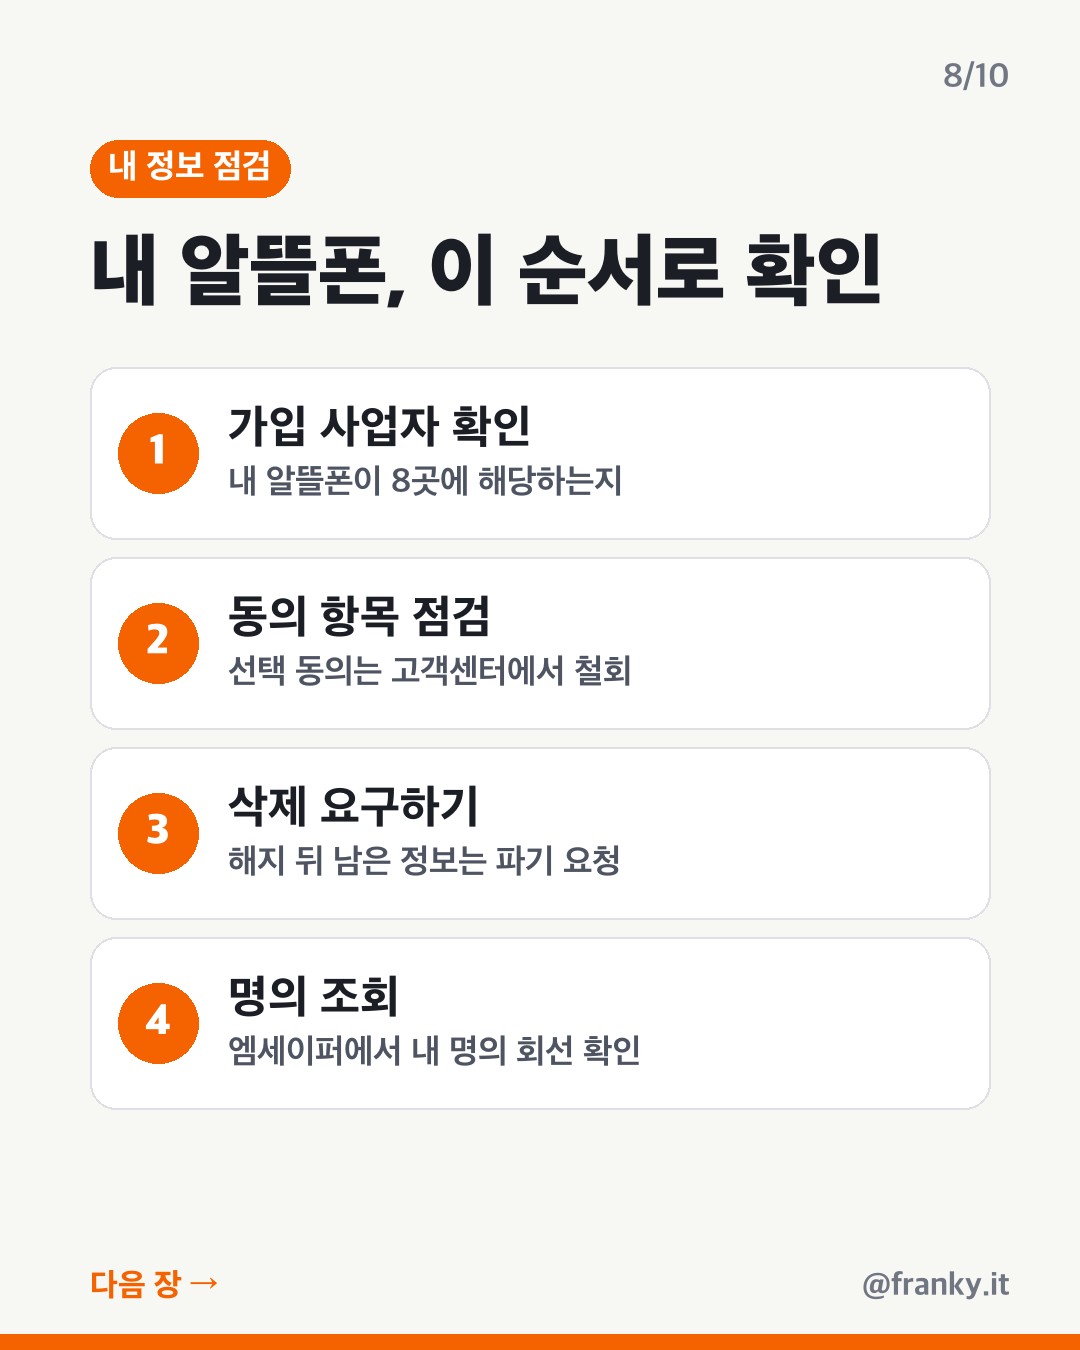 8/10
내 정보 점검
내 알뜰폰, 이 순서로 확인
1
가입 사업자 확인
내 알뜰폰이 8곳에 해당하는지
2
동의 항목 점검
선택 동의는 고객센터에서 철회
3
삭제 요구하기
해지 뒤 남은 정보는 파기 요청
4
명의 조회
엠세이퍼에서 내 명의 회선 확인
다음 장 →
@franky.it